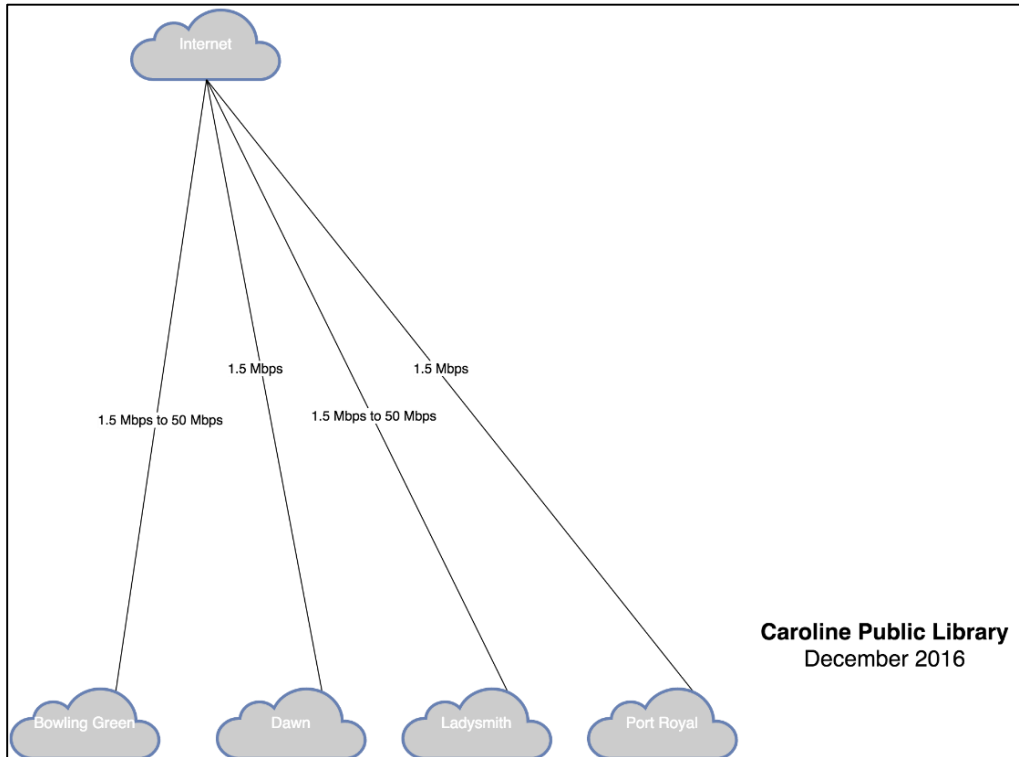 Internet
1.5 Mbps
1.5 Mbps
1.5 Mbps to 50 Mbps
1.5 Mbps to 50 Mbps
Caroline Public Library
December 2016
Bowling Green
Dawn
Ladysmith
Port Royal